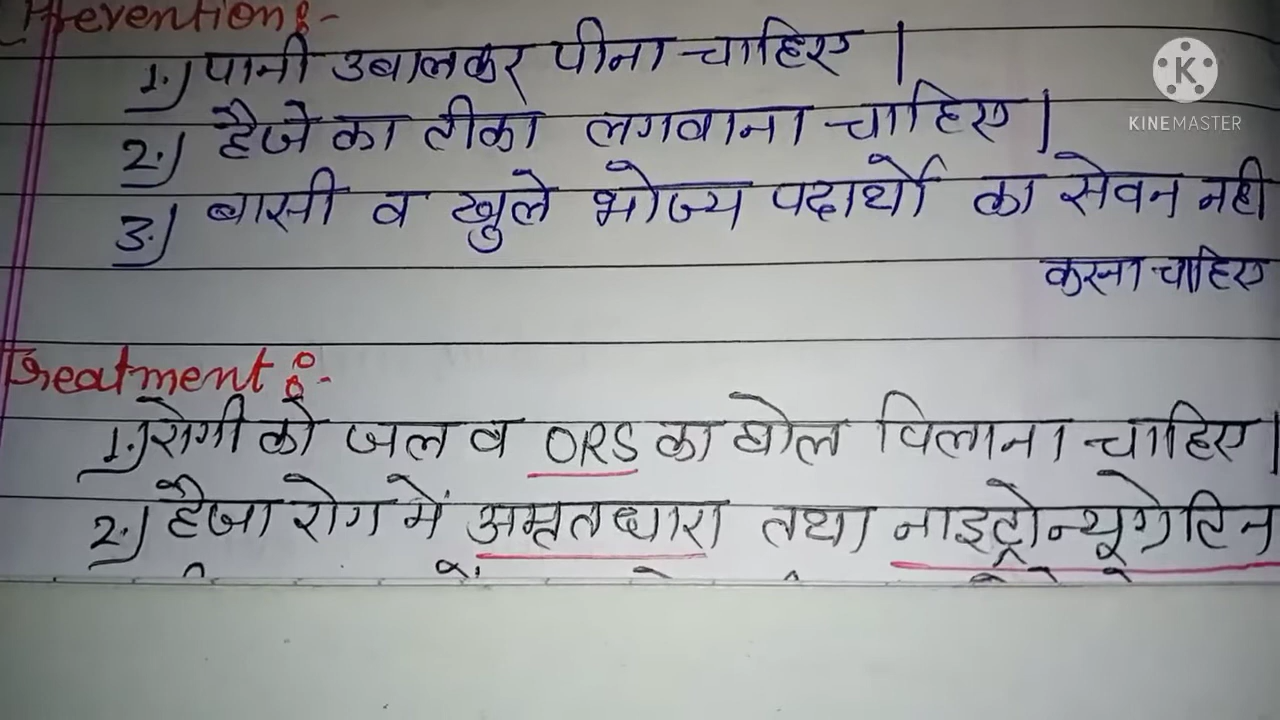 Prevention :-
1.) पानी उबालकर पीना चाहिए |
2.) हैजे का टीका लगवाना चाहिए |
3.) बासी व खुले भोज्य पदार्थो का सेवन नही
करना चाहिए
Treatment :-
1.) रोगी को जल व ORS का घोल पिलाना चाहिए |
2.) हैजा रोग में अमृतधारा तथा नाइट्रोन्यूग्रेटिन
K
KINEMASTER